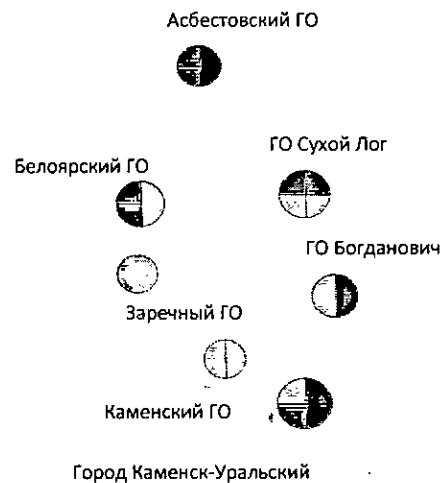 Асбестовский ГО
ГО Сухой Лог
Белоярский ГО
ГО Богданович
Заречный ГО
Каменский ГО
Город Каменск-Уральский